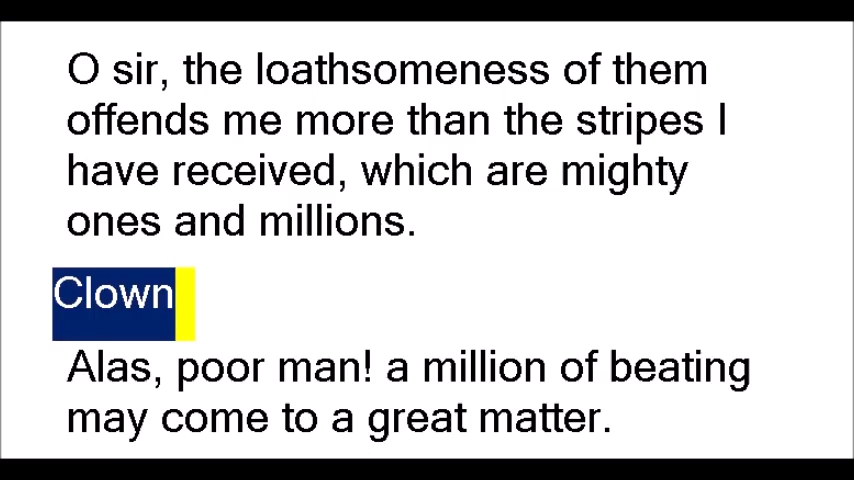 O sir, the loathsomeness of them
offends me more than the stripes I
have received, which are mighty
ones and millions.
Clown
Alas, poor man! a million of beating
may come to a great matter.